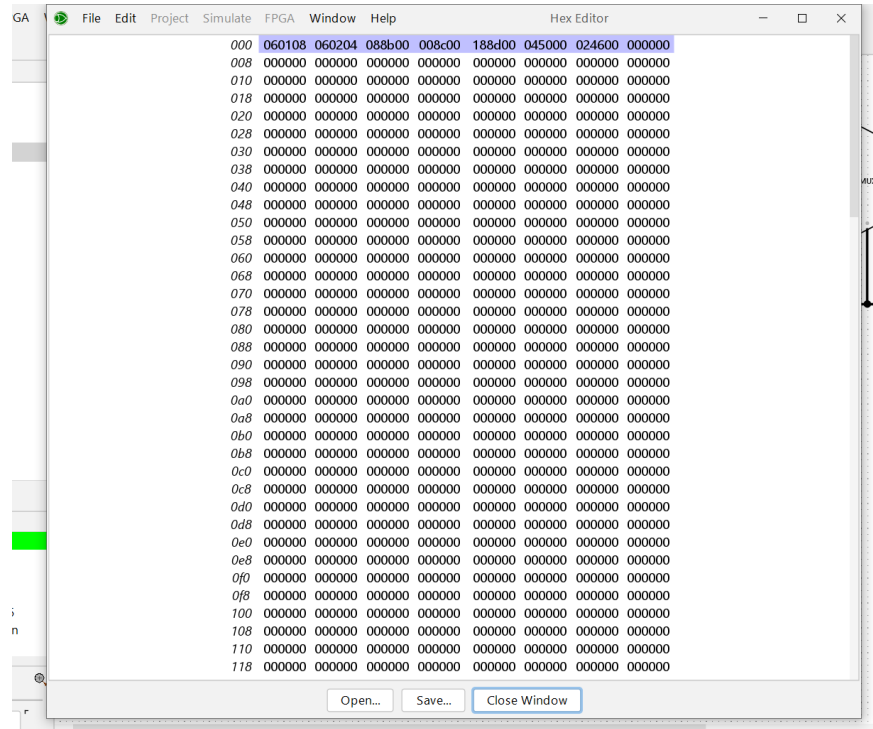 GA
File Edit Project Simulate FPGA Window Help Hex Editor
000 060108 060204 088b00 008c00 188d00 045000 024600 000000
008 000000 000000 000000 000000 000000 000000 000000 000000
010 000000 000000 000000 000000 000000 000000 000000 000000
018 000000 000000 000000 000000 000000 000000 000000 000000
020 000000 000000 000000 000000 000000 000000 000000 000000
028 000000 000000 000000 000000 000000 000000 000000 000000
030 000000 000000 000000 000000 000000 000000 000000 000000
038 000000 000000 000000 000000 000000 000000 000000 000000
040 000000 000000 000000 000000 000000 000000 000000 000000
048 000000 000000 000000 000000 000000 000000 000000 000000
050 000000 000000 000000 000000 000000 000000 000000 000000
058 000000 000000 000000 000000 000000 000000 000000 000000
060 000000 000000 000000 000000 000000 000000 000000 000000
068 000000 000000 000000 000000 000000 000000 000000 000000
070 000000 000000 000000 000000 000000 000000 000000 000000
078 000000 000000 000000 000000 000000 000000 000000 000000
080 000000 000000 000000 000000 000000 000000 000000 000000
088 000000 000000 000000 000000 000000 000000 000000 000000
090 000000 000000 000000 000000 000000 000000 000000 000000
098 000000 000000 000000 000000 000000 000000 000000 000000
0a0 000000 000000 000000 000000 000000 000000 000000 000000
0a8 000000 000000 000000 000000 000000 000000 000000 000000
0b0 000000 000000 000000 000000 000000 000000 000000 000000
0b8 000000 000000 000000 000000 000000 000000 000000 000000
0c0 000000 000000 000000 000000 000000 000000 000000 000000
0c8 000000 000000 000000 000000 000000 000000 000000 000000
0d0 000000 000000 000000 000000 000000 000000 000000 000000
0d8 000000 000000 000000 000000 000000 000000 000000 000000
0e0 000000 000000 000000 000000 000000 000000 000000 000000
0e8 000000 000000 000000 000000 000000 000000 000000 000000
0f0 000000 000000 000000 000000 000000 000000 000000 000000
0f8 000000 000000 000000 000000 000000 000000 000000 000000
100 000000 000000 000000 000000 000000 000000 000000 000000
108 000000 000000 000000 000000 000000 000000 000000 000000
110 000000 000000 000000 000000 000000 000000 000000 000000
118 000000 000000 000000 000000 000000 000000 000000 000000
Open... Save... Close Window